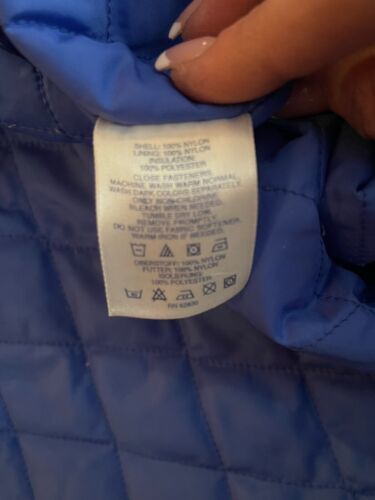 SHELL: 100% NYLON
LINING: 100% NYLON
INSULATION:
100% POLYESTER
CLOSE FASTENERS.
MACHINE WASH WARM NORMAL.
WASH DARK COLORS SEPARATELY.
ONLY NON-CHLORINE
BLEACH WHEN NEEDED.
TUMBLE DRY LOW.
REMOVE PROMPTLY.
DO NOT USE FABRIC SOFTENER.
WARM IRON IF NEEDED.
OBERSTOFF: 100% NYLON
FUTTER: 100% NYLON
ISOLIERUNG:
100% POLYESTER